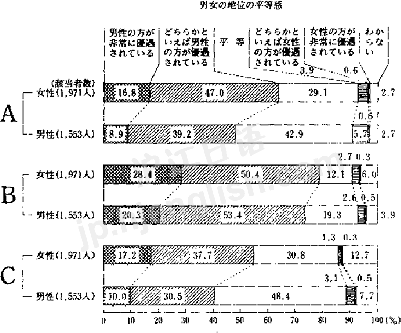 男女の地位の平等感
男性の方が
非常に優遇
されている
どちらか
といえば男性
の方が優遇
されている
平等
どちらか
といえば女性
の方が優遇
されている
女性の方が
非常に優遇
されている
わから
ない
(該当者数)
3.9 0.6
A
女性(1,971人) 16.8 47.0 29.1 2.7
0.6
男性(1,553人) 8.9 39.2 42.9 5.7 2.7
2.7 0.3
B
女性(1,971人) 28.4 50.4 12.1 6.0
2.6 0.5
男性(1,553人) 20.3 53.4 19.3 3.9
1.3 0.3
C
女性(1,971人) 17.2 37.7 30.8 12.7
3.1 0.5
男性(1,553人) 10.0 30.5 48.4 7.7
0 10 20 30 40 50 60 70 80 90 100(%)